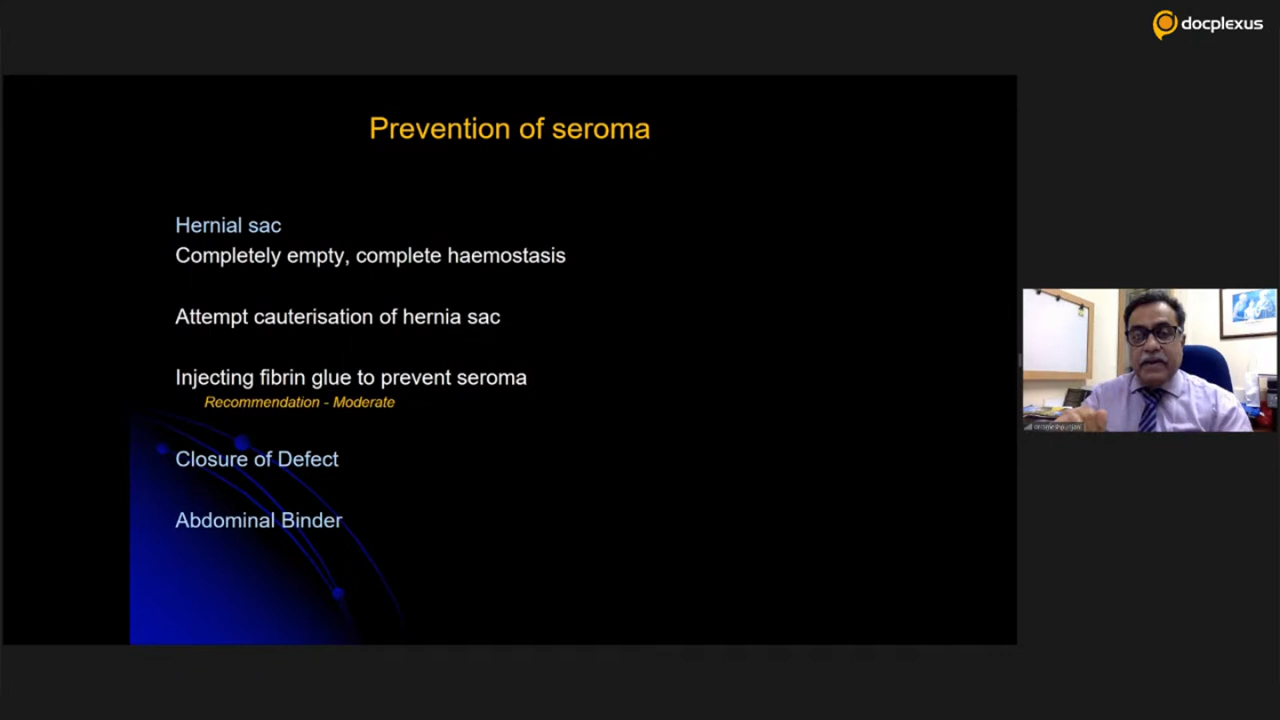 docplexus
Prevention of seroma
Hernial sac
Completely empty, complete haemostasis
Attempt cauterisation of hernia sac
Injecting fibrin glue to prevent seroma
Recommendation - Moderate
Closure of Defect
Abdominal Binder